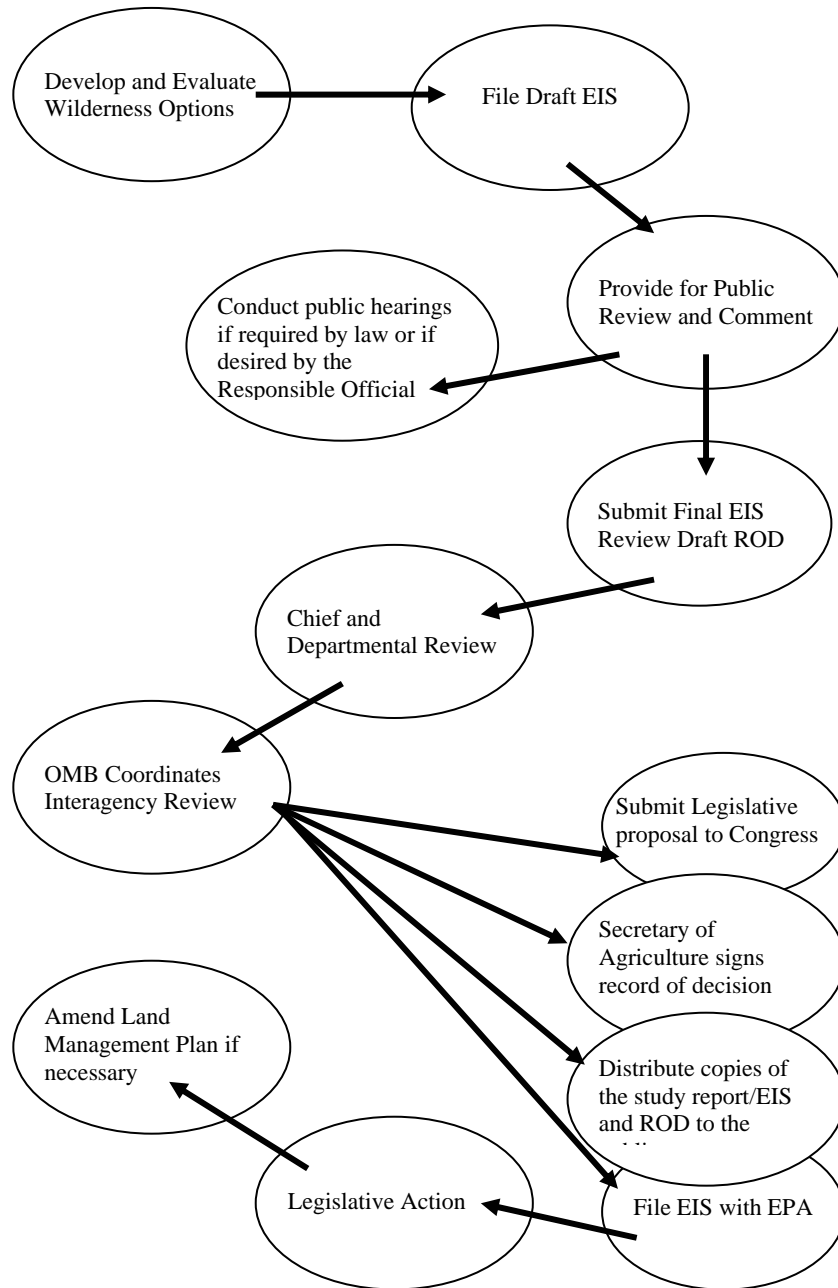 Develop and Evaluate
Wilderness Options
File Draft EIS
Provide for Public
Review and Comment
Conduct public hearings
if required by law or if
desired by the
Responsible Official
Submit Final EIS
Review Draft ROD
Chief and
Departmental Review
OMB Coordinates
Interagency Review
Submit Legislative
proposal to Congress
Secretary of
Agriculture signs
record of decision
Distribute copies of
the study report/EIS
and ROD to the
File EIS with EPA
Legislative Action
Amend Land
Management Plan if
necessary